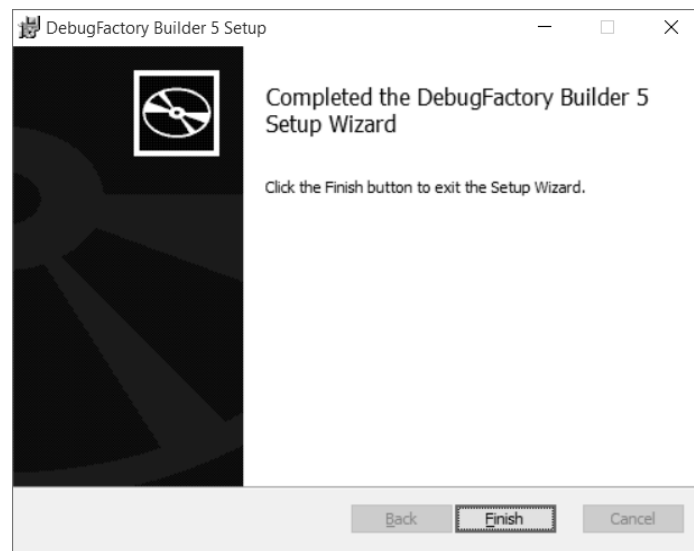 DebugFactory Builder 5 Setup
Completed the DebugFactory Builder 5
Setup Wizard
Click the Finish button to exit the Setup Wizard.
Back Finish Cancel